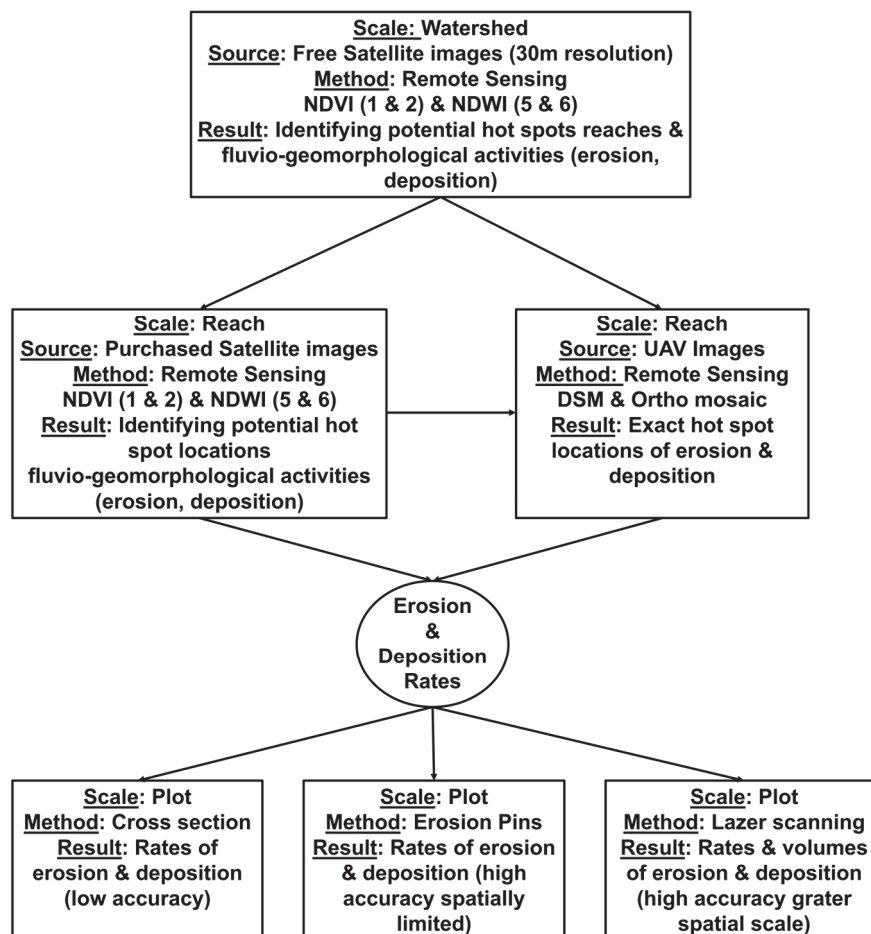 Scale: Watershed
Source: Free Satellite images (30m resolution)
Method: Remote Sensing
NDVI (1 & 2) & NDWI (5 & 6)
Result: Identifying potential hot spots reaches &
fluvio-geomorphological activities (erosion,
deposition)
Scale: Reach
Source: Purchased Satellite images
Method: Remote Sensing
NDVI (1 & 2) & NDWI (5 & 6)
Result: Identifying potential hot
spot locations
fluvio-geomorphological activities
(erosion, deposition)
Scale: Reach
Source: UAV Images
Method: Remote Sensing
DSM & Ortho mosaic
Result: Exact hot spot
locations of erosion &
deposition
Erosion
&
Deposition
Rates
Scale: Plot
Method: Cross section
Result: Rates of
erosion & deposition
(low accuracy)
Scale: Plot
Method: Erosion Pins
Result: Rates of erosion
& deposition (high
accuracy spatially
limited)
Scale: Plot
Method: Lazer scanning
Result: Rates & volumes
of erosion & deposition
(high accuracy grater
spatial scale)